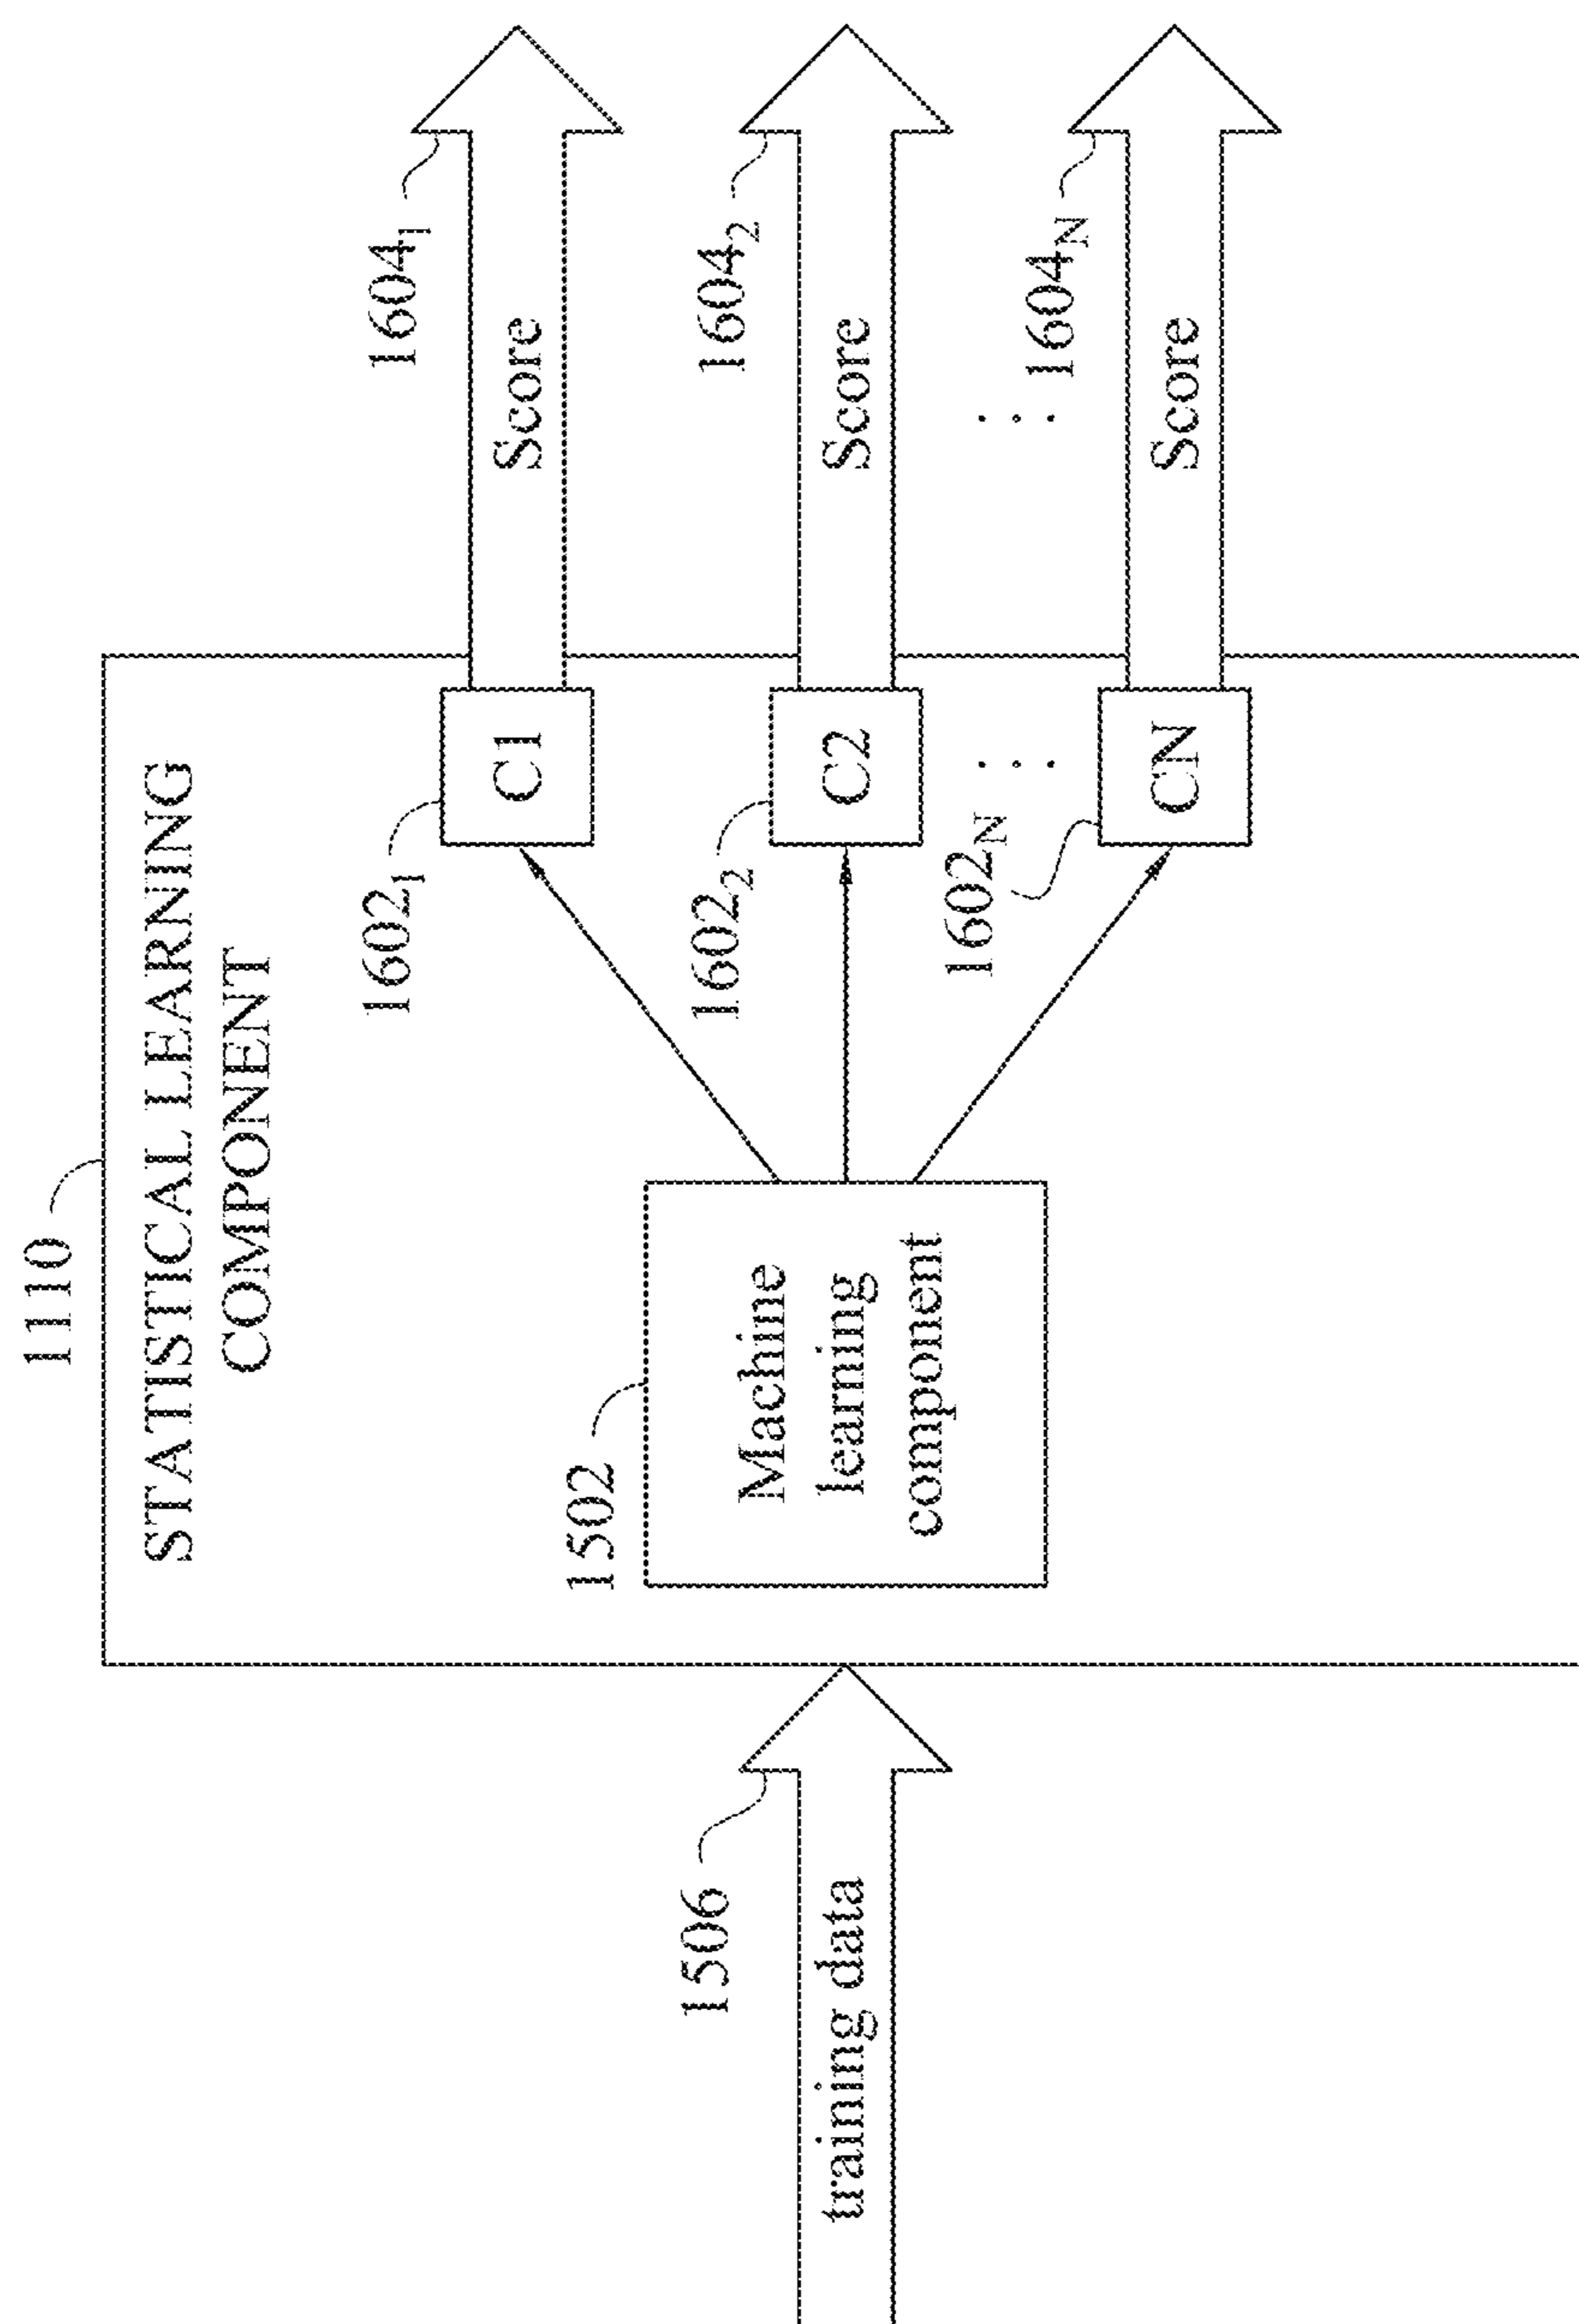 1110
STATISTICAL LEARNING
COMPONENT
1506
training data
1502
Machine
learning
component
1602₁
C1
1604₁
Score
1602₂
C2
1604₂
Score
1602N
CN
1604N
Score